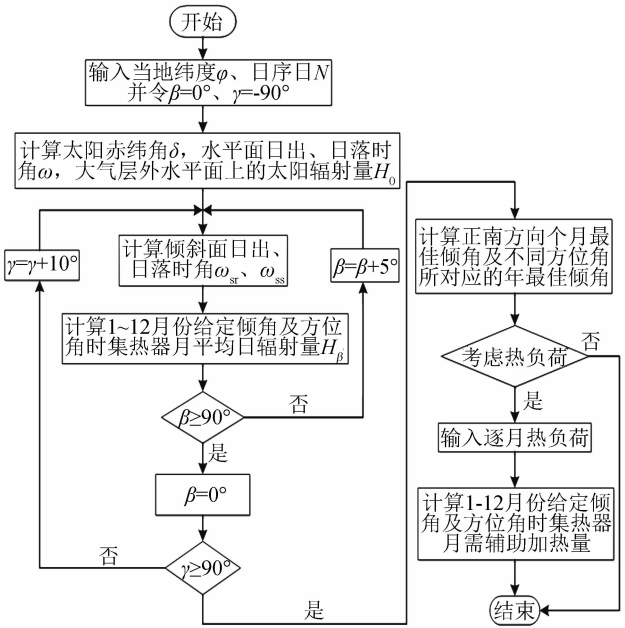 开始
输入当地纬度φ、日序日N
并令β=0°、γ=-90°
计算太阳赤纬角δ，水平面日出、日落时
角ω，大气层外水平面上的太阳辐射量H₀
γ=γ+10°
计算倾斜面日出、
日落时角ωsr、ωss
β=β+5°
计算1~12月份给定倾角及方位
角时集热器月平均日辐射量Hβ
β≥90°
否
是
β=0°
否
γ≥90°
是
计算正南方向个月最
佳倾角及不同方位角
所对应的年最佳倾角
考虑热负荷
否
是
输入逐月热负荷
计算1-12月份给定倾
角及方位角时集热器
月需辅助加热量
结束